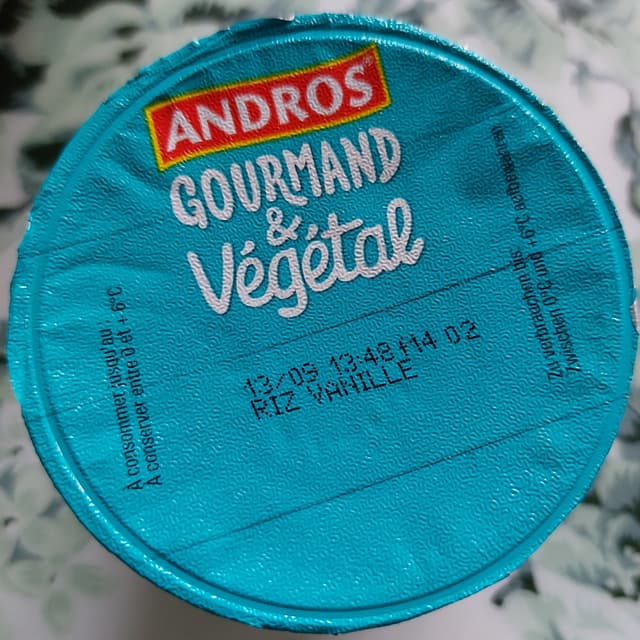 ANDROS
GOURMAND
&
Végétal
À consommer jusqu'au
À conserver entre 0 et + 6°C
13/09 13:48 f14 02
RIZ VANILLE
Zu verbrauchen bis:
Zwischen 0°C und + 6°C aufbewahren